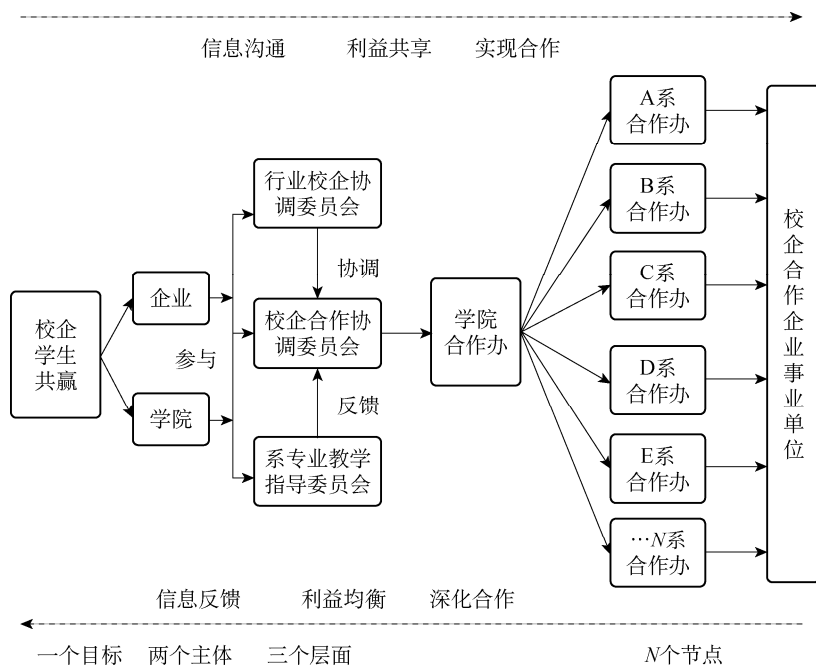 信息沟通 利益共享 实现合作
校企
学生
共赢
企业
参与
学院
行业校企协
调委员会
协调
校企合作协
调委员会
反馈
系专业教学
指导委员会
学院
合作办
A系
合作办
B系
合作办
C系
合作办
D系
合作办
E系
合作办
…N系
合作办
校企合作企业事业单位
信息反馈 利益均衡 深化合作
一个目标 两个主体 三个层面 N个节点